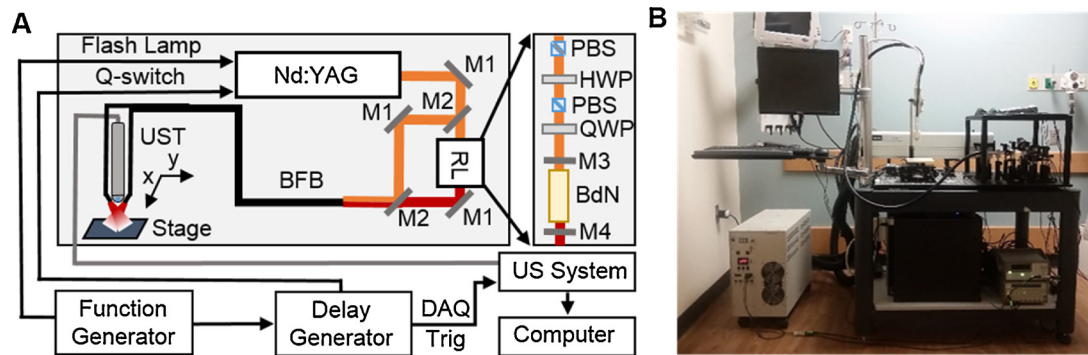 A
B
Flash Lamp
Q-switch
Nd:YAG
M1
M1
M2
PBS
HWP
PBS
QWP
M3
BdN
M4
UST
y
x
BFB
RL
M2
M1
Stage
US System
Function
Generator
Delay
Generator
DAQ
Trig
Computer